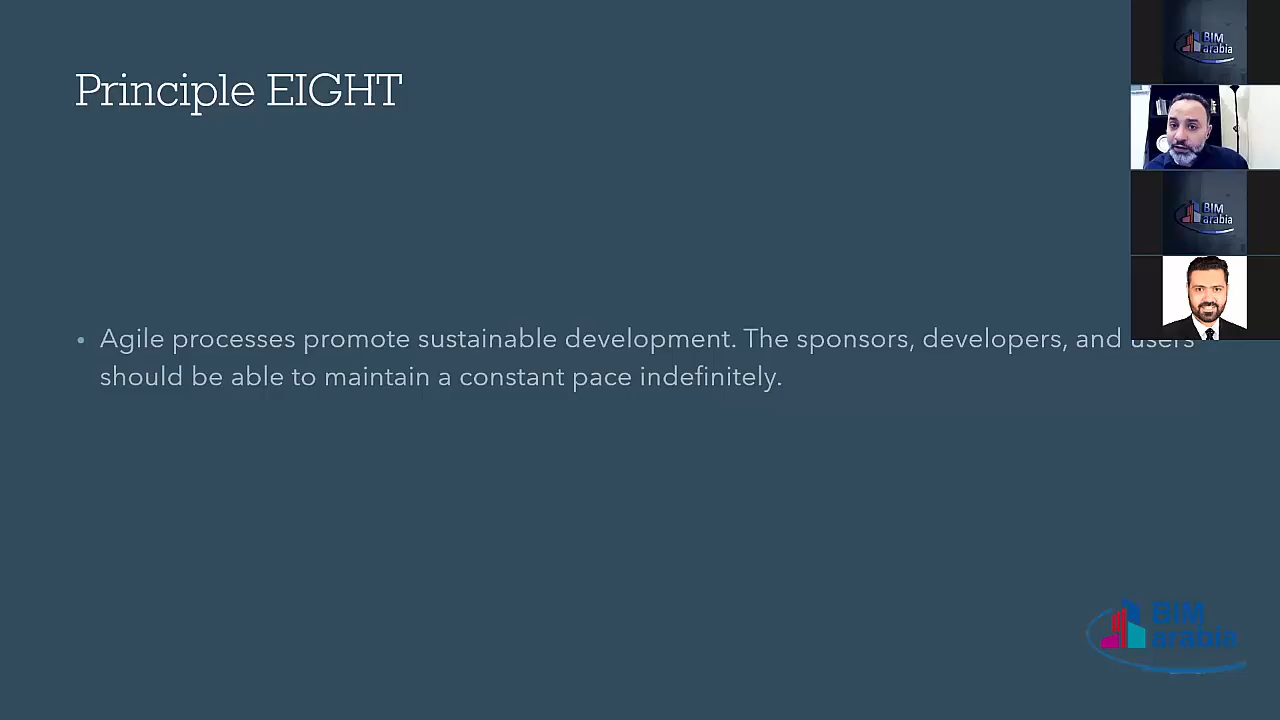 Principle EIGHT
BIM
arabia
BIM
arabia
• Agile processes promote sustainable development. The sponsors, developers, and users
should be able to maintain a constant pace indefinitely.
BIM
arabia